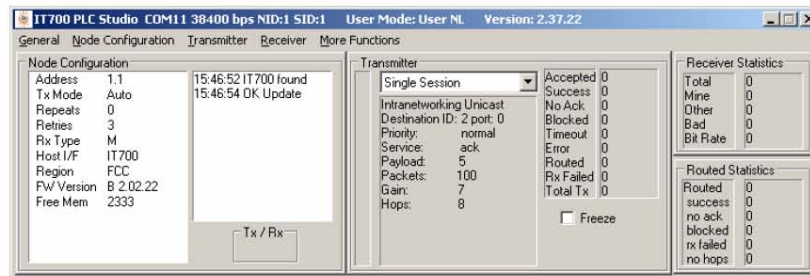 IT700 PLC Studio COM11 38400 bps NID:1 SID:1 User Mode: User NL Version: 2.37.22
General Node Configuration Transmitter Receiver More Functions
Node Configuration
Address 1.1
Tx Mode Auto
Repeats 0
Retries 3
Rx Type M
Host I/F IT700
Region FCC
FW Version B 2.02.22
Free Mem 2333
15:46:52 IT700 found
15:46:54 OK Update
Tx / Rx
Transmitter
Single Session
Intranetworking Unicast
Destination ID: 2 port: 0
Priority: normal
Service: ack
Payload: 5
Packets: 100
Gain: 7
Hops: 8
Accepted 0
Success 0
No Ack 0
Blocked 0
Timeout 0
Error 0
Routed 0
Rx Failed 0
Total Tx 0
Freeze
Receiver Statistics
Total 0
Mine 0
Other 0
Bad 0
Bit Rate 0
Routed Statistics
Routed 0
success 0
no ack 0
blocked 0
rx failed 0
no hops 0